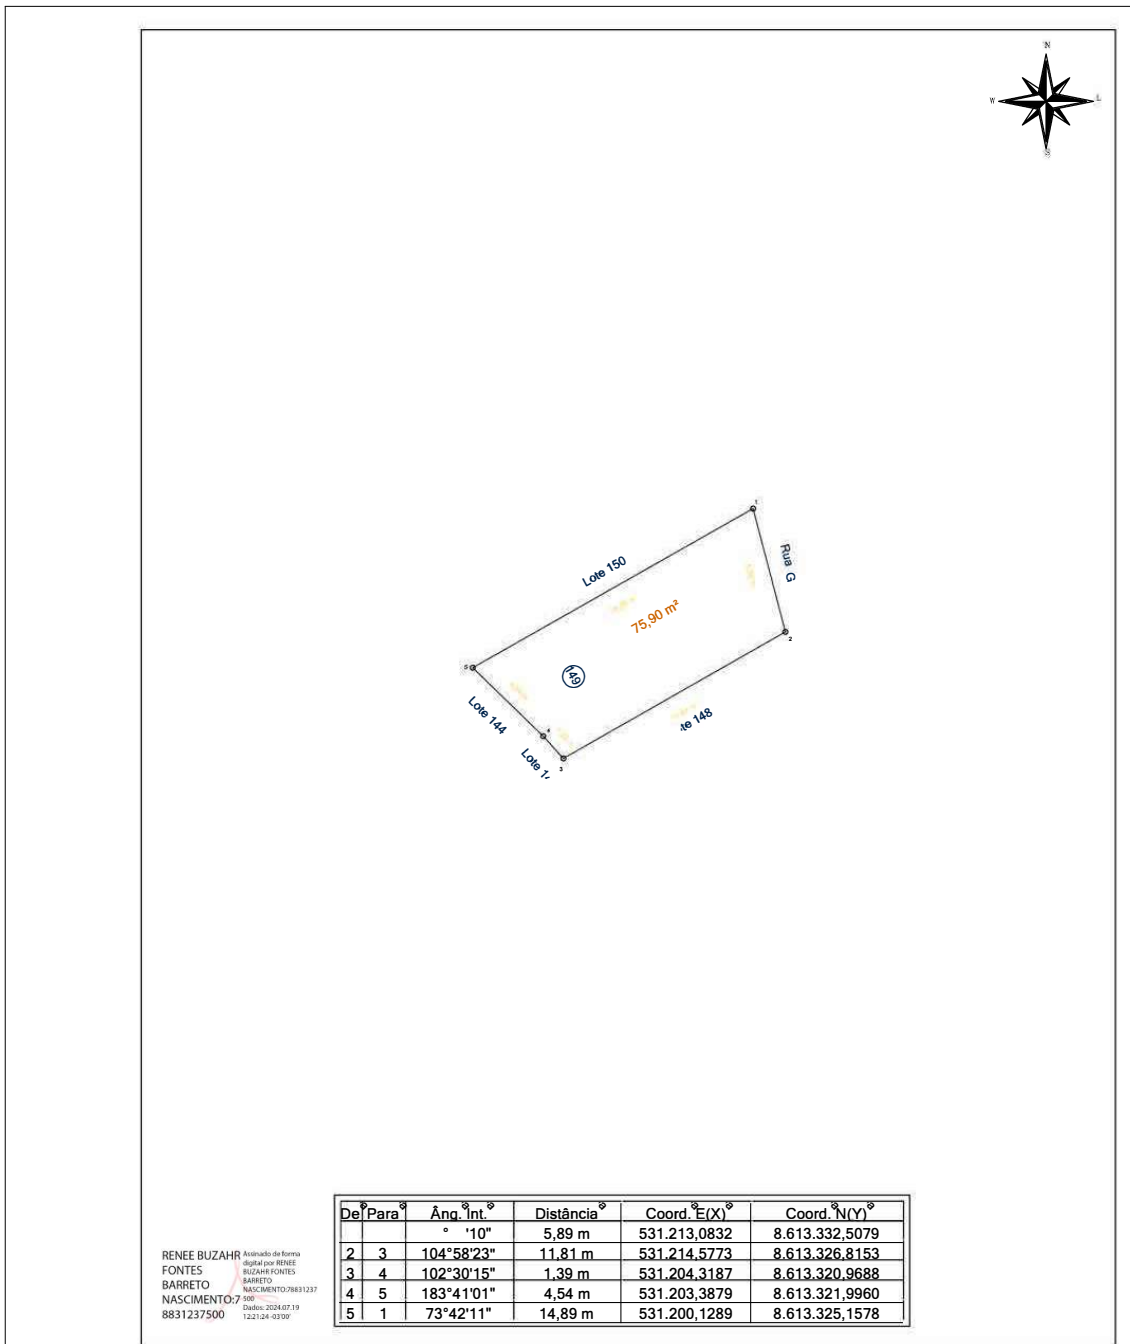 N
W L
S
1
Lote 150
Rua G
75,90 m²
2
149
5
Lote 144
te 148
4
Lote 1
3
De Para Âng. Int. Distância Coord. E(X) Coord. N(Y)
° '10" 5,89 m 531.213,0832 8.613.332,5079
2 3 104°58'23" 11,81 m 531.214,5773 8.613.326,8153
3 4 102°30'15" 1,39 m 531.204,3187 8.613.320,9688
4 5 183°41'01" 4,54 m 531.203,3879 8.613.321,9960
5 1 73°42'11" 14,89 m 531.200,1289 8.613.325,1578
RENEE BUZAHR
FONTES
BARRETO
NASCIMENTO:7
8831237500
Assinado de forma
digital por RENEE
BUZAHR FONTES
BARRETO
NASCIMENTO:78831237
500
Dados: 2024.07.19
12:21:24 -03'00'